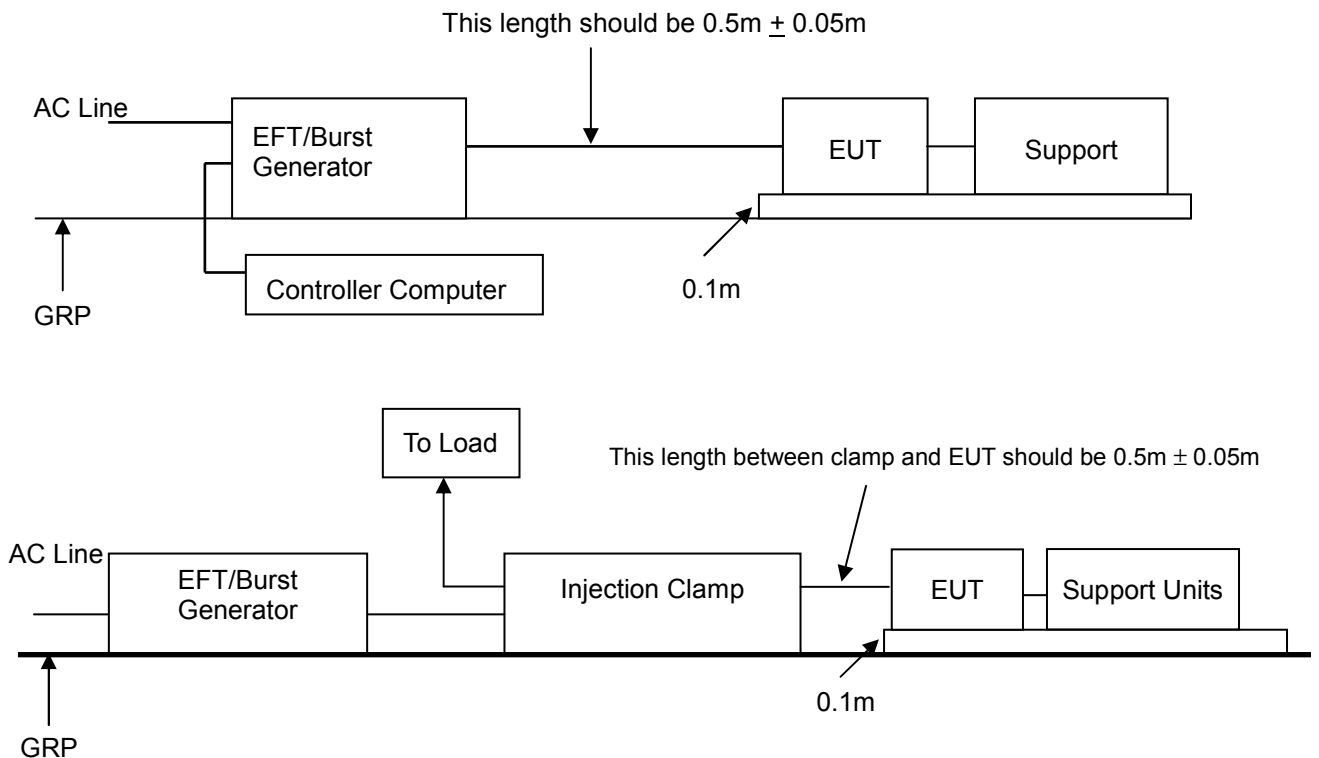 This length should be 0.5m ± 0.05m
AC Line
EFT/Burst
Generator
EUT
Support
Controller Computer
0.1m
GRP
To Load
This length between clamp and EUT should be 0.5m ± 0.05m
AC Line
EFT/Burst
Generator
Injection Clamp
EUT
Support Units
0.1m
GRP